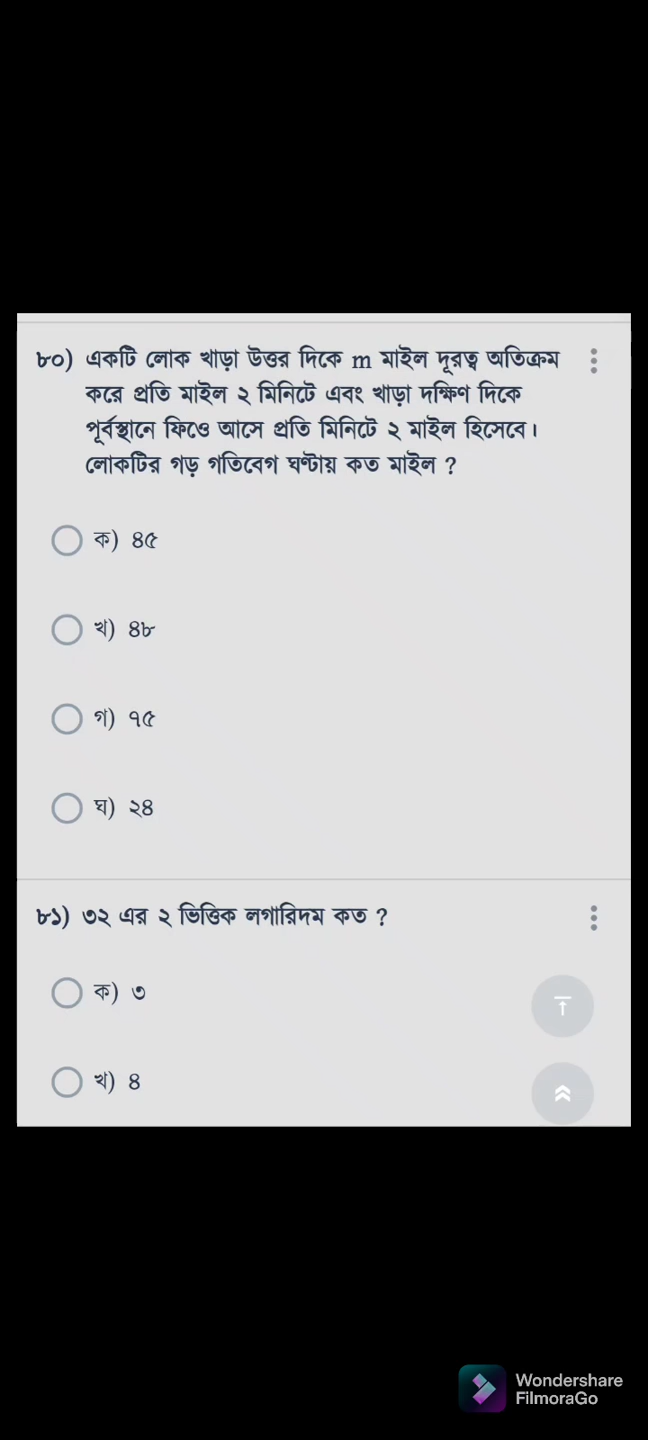 ৮০) একটি লোক খাড়া উত্তর দিকে m মাইল দূরত্ব অতিক্রম
করে প্রতি মাইল ২ মিনিটে এবং খাড়া দক্ষিণ দিকে
পূর্বস্থানে ফিওে আসে প্রতি মিনিটে ২ মাইল হিসেবে।
লোকটির গড় গতিবেগ ঘণ্টায় কত মাইল ?
ক) ৪৫
খ) ৪৮
গ) ৭৫
ঘ) ২৪
৮১) ৩২ এর ২ ভিত্তিক লগারিদম কত ?
ক) ৩
খ) ৪
Wondershare
FilmoraGo